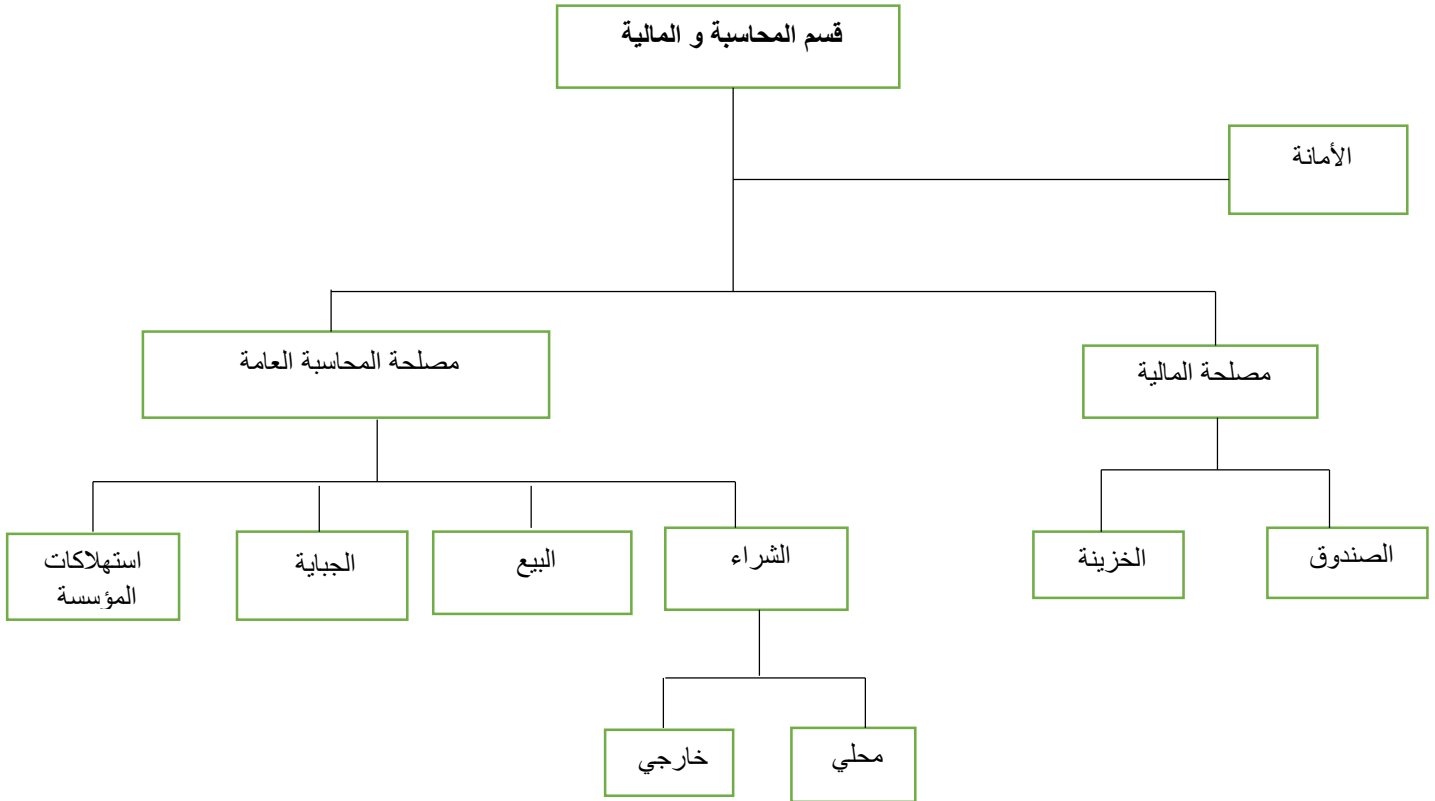 قسم المحاسبة و المالية
الأمانة
مصلحة المالية
مصلحة المحاسبة العامة
الصندوق
الخزينة
الشراء
البيع
الجباية
استهلاكات
المؤسسة
محلي
خارجي